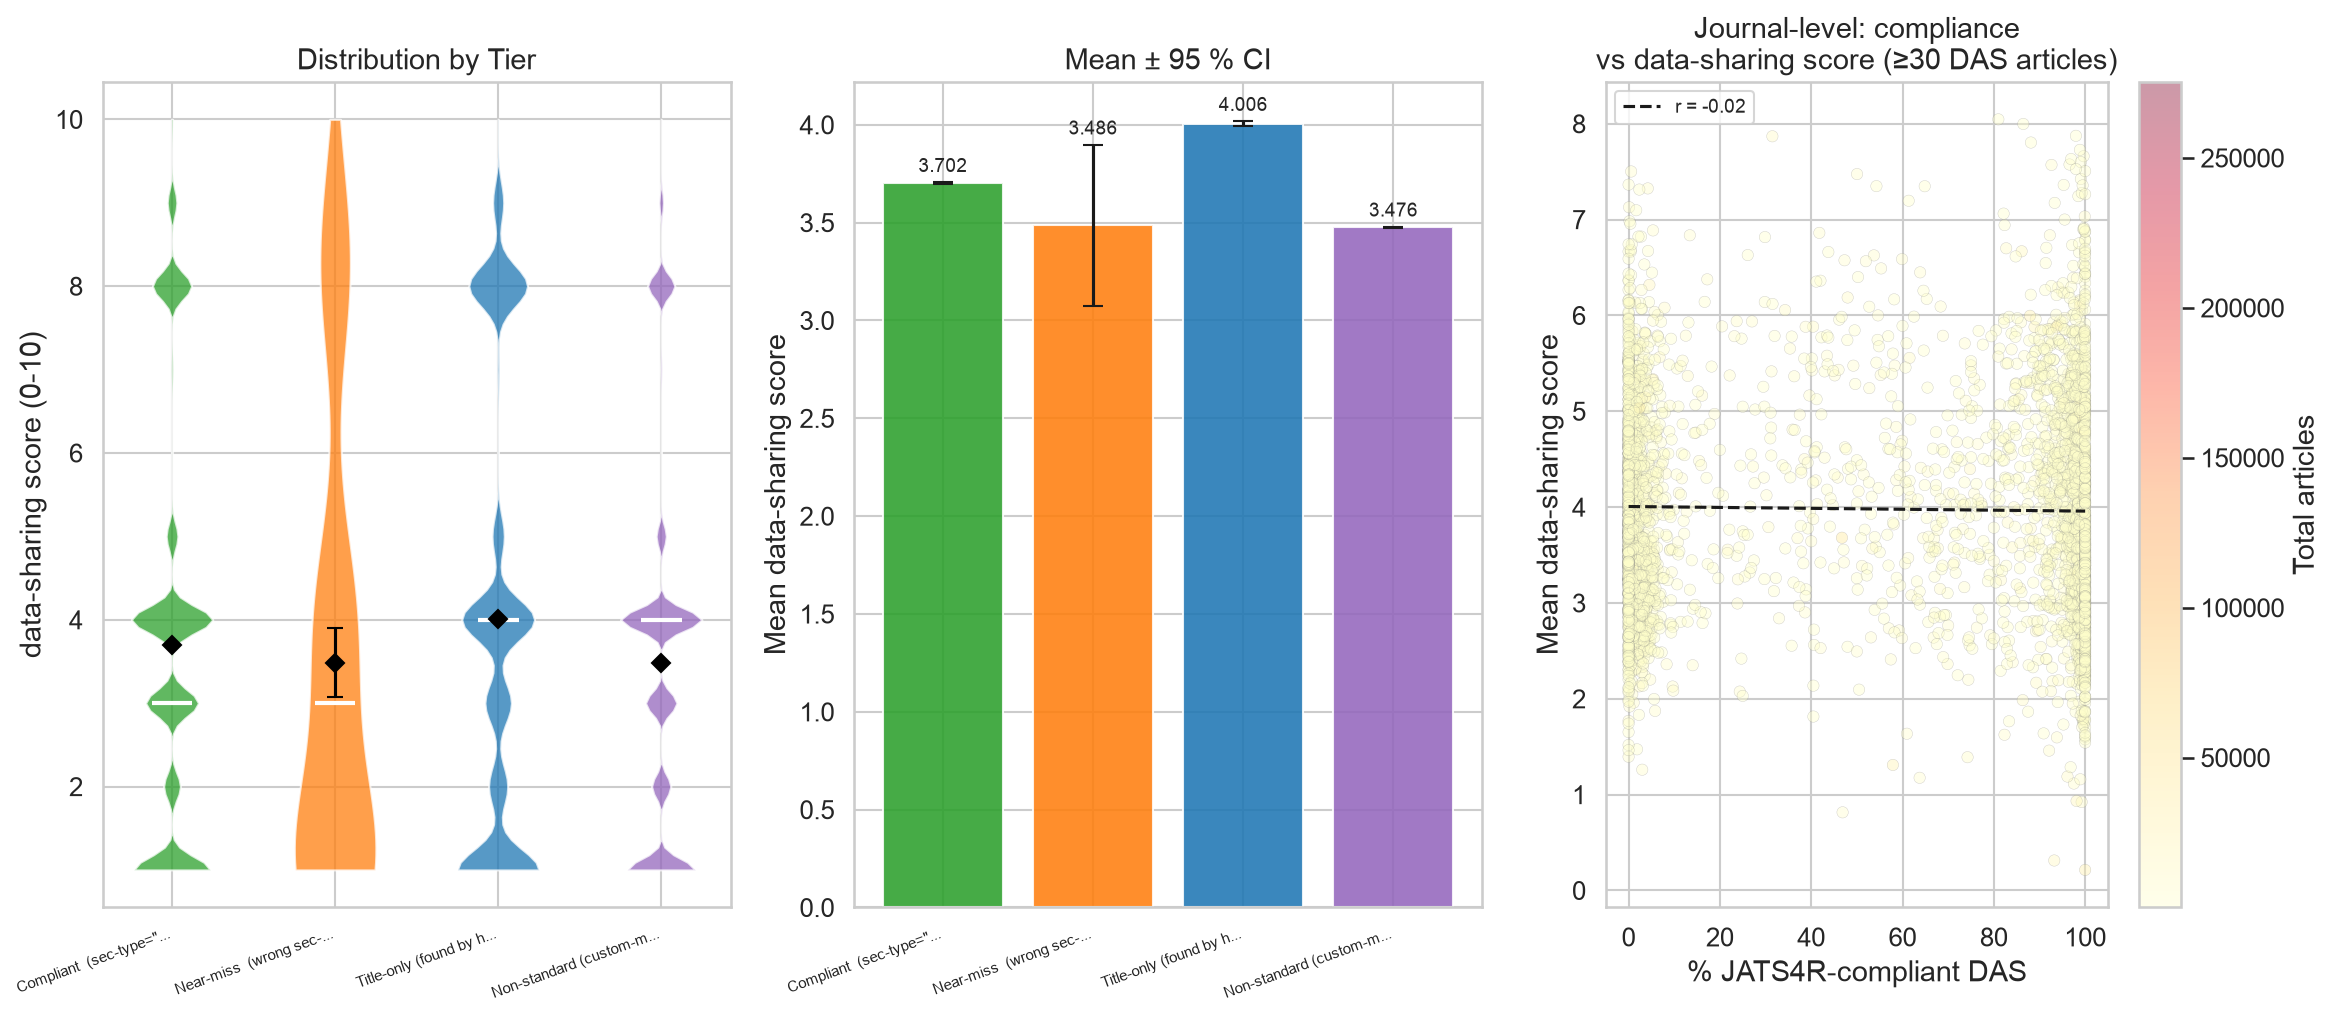 Distribution by Tier
data-sharing score (0-10)
10
8
6
4
2
Compliant  (sec-type="...
Near-miss  (wrong sec-...
Title-only (found by h...
Non-standard (custom-m...
Mean ± 95 % CI
Mean data-sharing score
4.0
3.5
3.0
2.5
2.0
1.5
1.0
0.5
0.0
3.702
3.486
4.006
3.476
Compliant  (sec-type="...
Near-miss  (wrong sec-...
Title-only (found by h...
Non-standard (custom-m...
Journal-level: compliance
vs data-sharing score (≥30 DAS articles)
r = -0.02
Mean data-sharing score
8
7
6
5
4
3
2
1
0
0
20
40
60
80
100
% JATS4R-compliant DAS
250000
200000
150000
100000
50000
Total articles